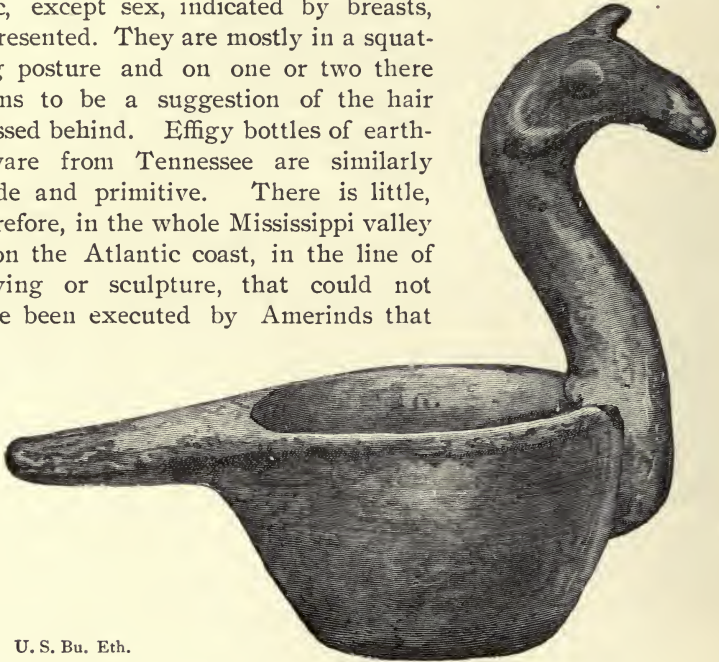 c, except sex, indicated by breasts,
resented. They are mostly in a squat-
g posture and on one or two there
ns to be a suggestion of the hair
ssed behind. Effigy bottles of earth-
vare from Tennessee are similarly
de and primitive. There is little,
refore, in the whole Mississippi valley
on the Atlantic coast, in the line of
ving or sculpture, that could not
e been executed by Amerinds that
U. S. Bu. Eth.